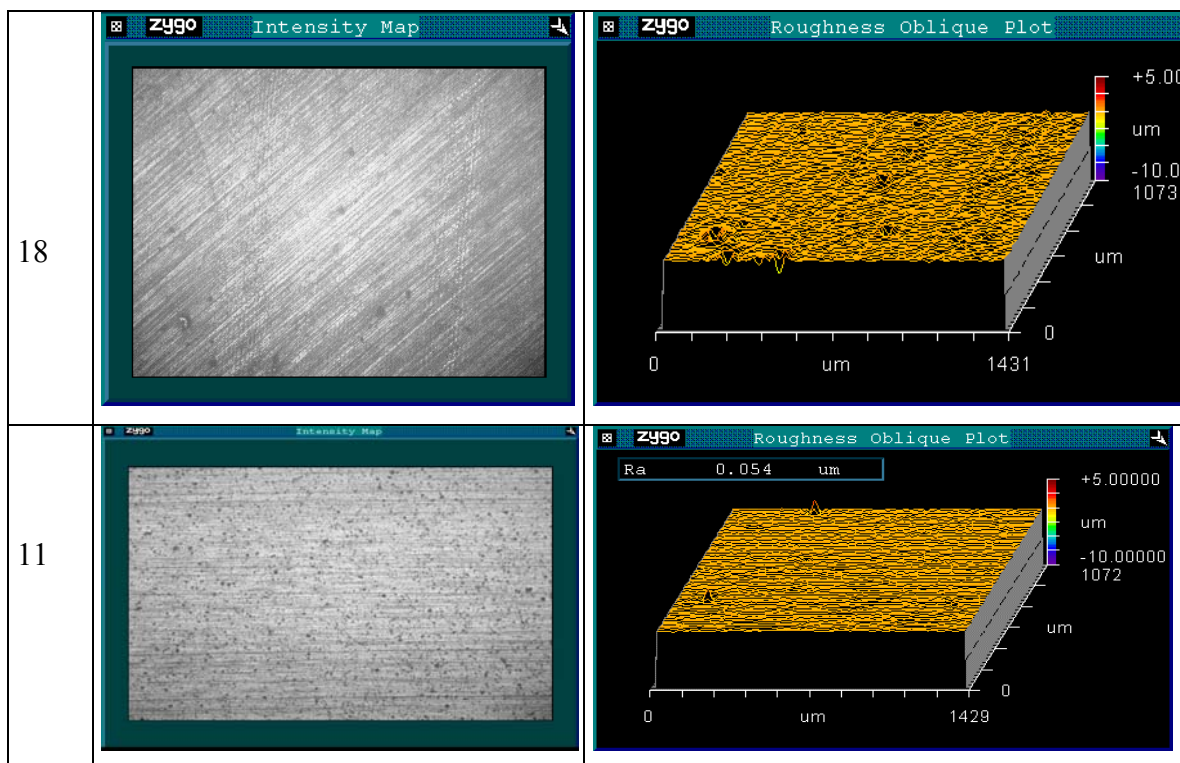 18
zygo Intensity Map
zygo Roughness Oblique Plot
+5.00
um
-10.0
1073
um
0
0 um 1431
11
zygo Intensity Map
zygo Roughness Oblique Plot
Ra 0.054 um
+5.00000
um
-10.00000
1072
um
0
0 um 1429